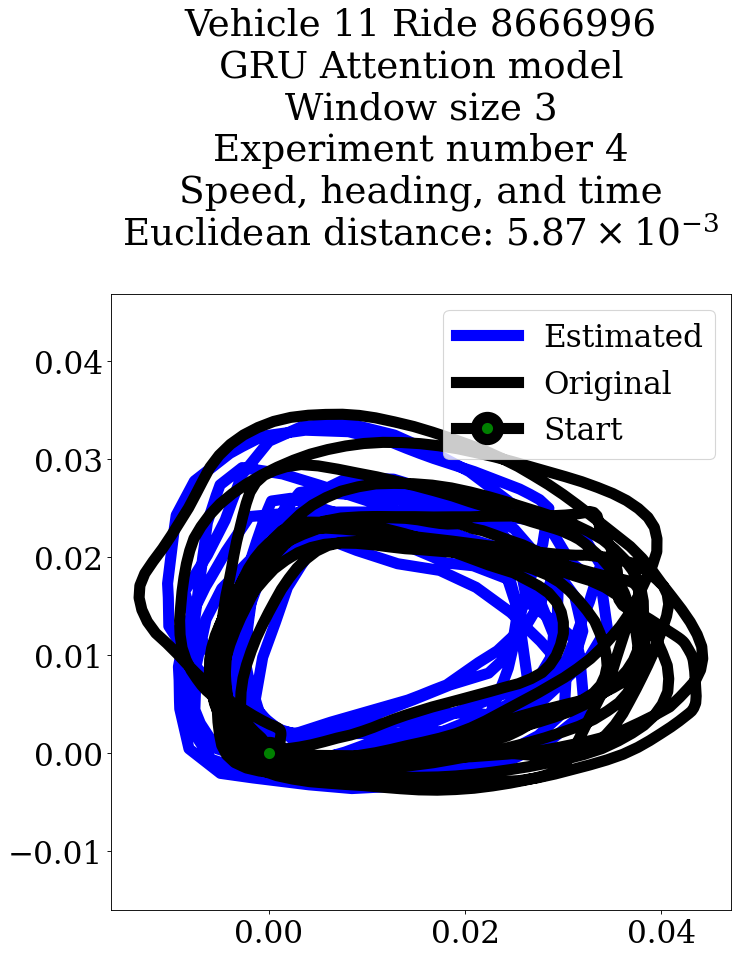 Vehicle 11 Ride 8666996
GRU Attention model
Window size 3
Experiment number 4
Speed, heading, and time
Euclidean distance: 5.87 × 10⁻³
Estimated
Original
Start
0.04
0.03
0.02
0.01
0.00
−0.01
0.00 0.02 0.04